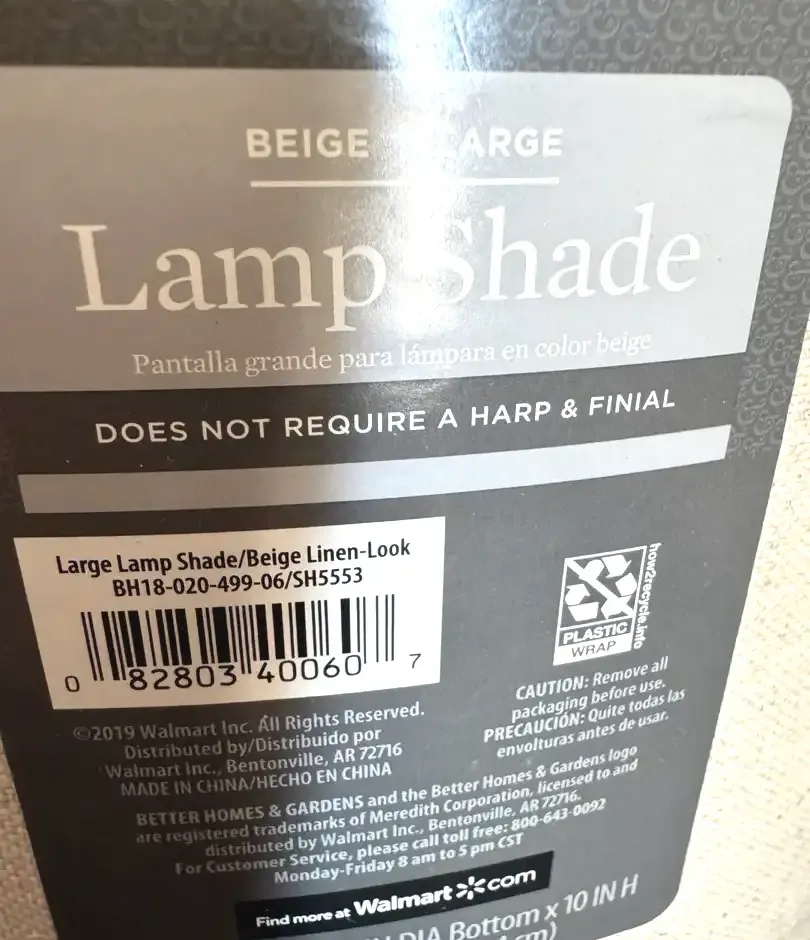 BEIGE ARGE
Lamp Shade
Pantalla grande para lámpara en color beige
DOES NOT REQUIRE A HARP & FINIAL
Large Lamp Shade/Beige Linen-Look
BH18-020-499-06/SH5553
0 82803 40060 7
how2recycle.info
PLASTIC
WRAP
CAUTION: Remove all
packaging before use.
PRECAUCIÓN: Quite todas las
envolturas antes de usar.
©2019 Walmart Inc. All Rights Reserved.
Distributed by/Distribuido por
Walmart Inc., Bentonville, AR 72716
MADE IN CHINA/HECHO EN CHINA
BETTER HOMES & GARDENS and the Better Homes & Gardens logo
are registered trademarks of Meredith Corporation, licensed to and
distributed by Walmart Inc., Bentonville, AR 72716.
For Customer Service, please call toll free: 800-643-0092
Monday-Friday 8 am to 5 pm CST
Find more at Walmart.com
DIA Bottom x 10 IN H
cm)